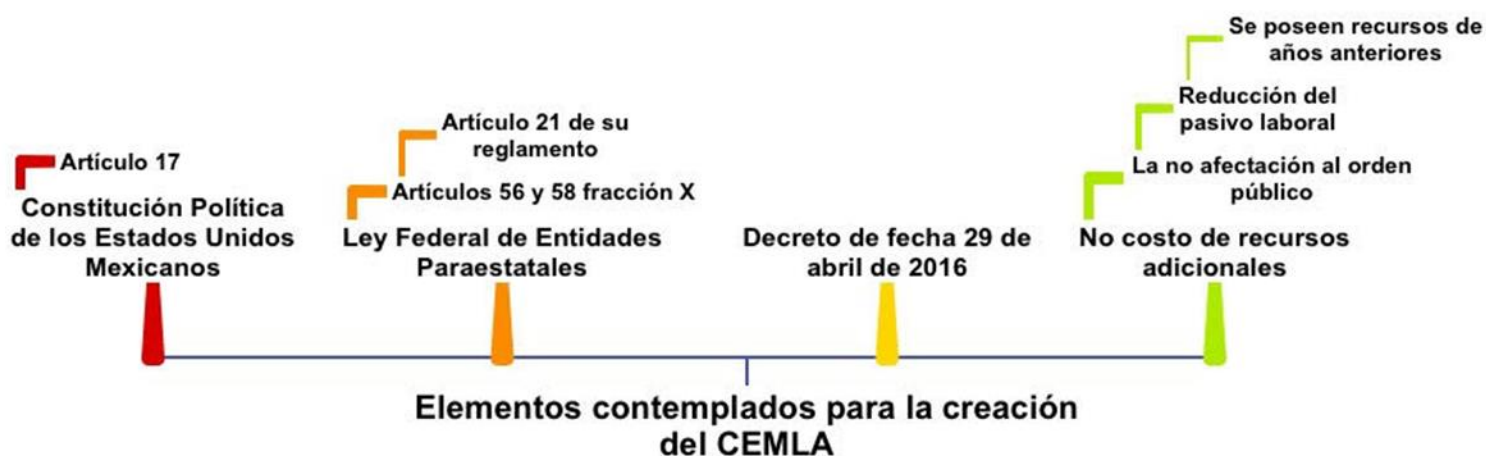 Artículo 17
Constitución Política
de los Estados Unidos
Mexicanos
Artículo 21 de su
reglamento
Artículos 56 y 58 fracción X
Ley Federal de Entidades
Paraestatales
Decreto de fecha 29 de
abril de 2016
Se poseen recursos de
años anteriores
Reducción del
pasivo laboral
La no afectación al orden
público
No costo de recursos
adicionales
Elementos contemplados para la creación
del CEMLA